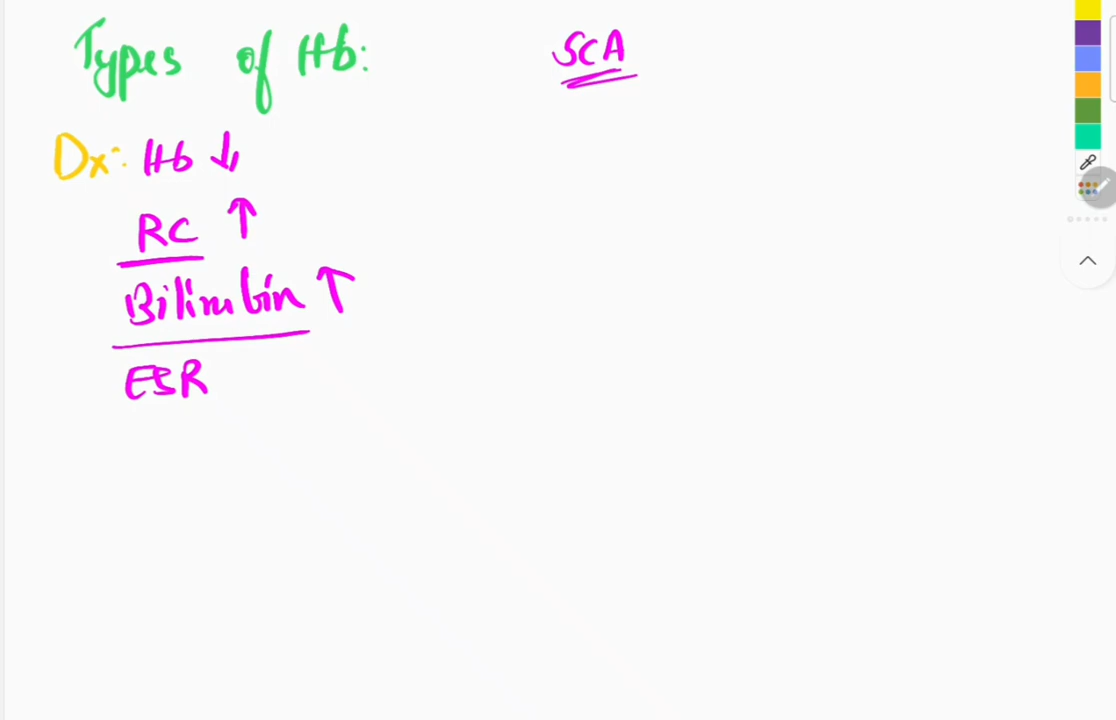 Types of Hb:
SCA
Dx:- Hb ↓
RC ↑
Bilirubin ↑
ESR